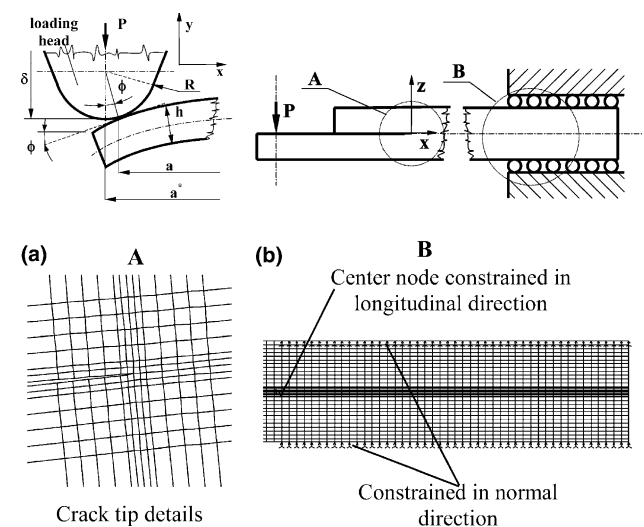 loading
head
P
y
x
δ
ϕ
R
h
ϕ
a
a*
A
B
z
P
x
(a)
A
(b)
B
Center node constrained in
longitudinal direction
Crack tip details
Constrained in normal
direction